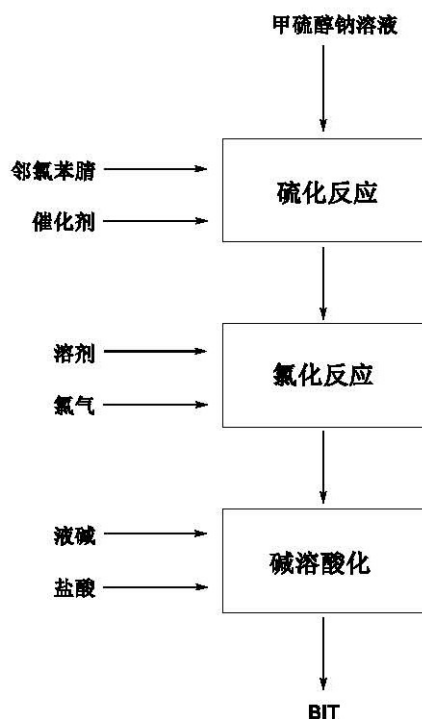 甲硫醇钠溶液
邻氯苯腈
硫化反应
催化剂
溶剂
氯化反应
氯气
液碱
碱溶酸化
盐酸
BIT